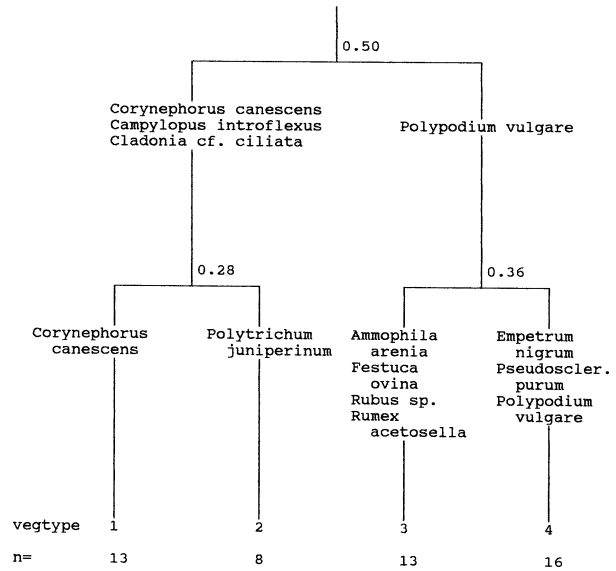 0.50
Corynephorus canescens
Campylopus introflexus
Cladonia cf. ciliata
Polypodium vulgare
0.28
0.36
Corynephorus
canescens
Polytrichum
juniperinum
Ammophila
arenia
Festuca
ovina
Rubus sp.
Rumex
acetosella
Empetrum
nigrum
Pseudoscler.
purum
Polypodium
vulgare
vegtype 1 2 3 4
n= 13 8 13 16